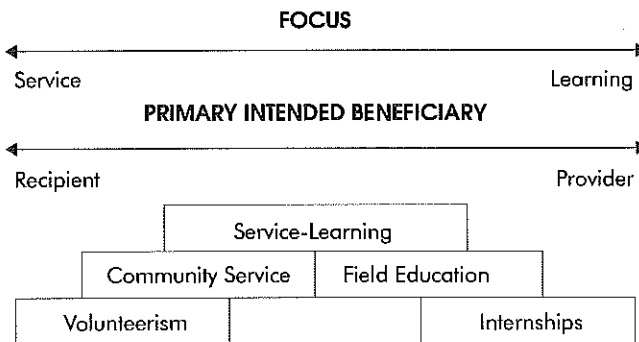 FOCUS
Service Learning
PRIMARY INTENDED BENEFICIARY
Recipient Provider
Service-Learning
Community Service Field Education
Volunteerism Internships